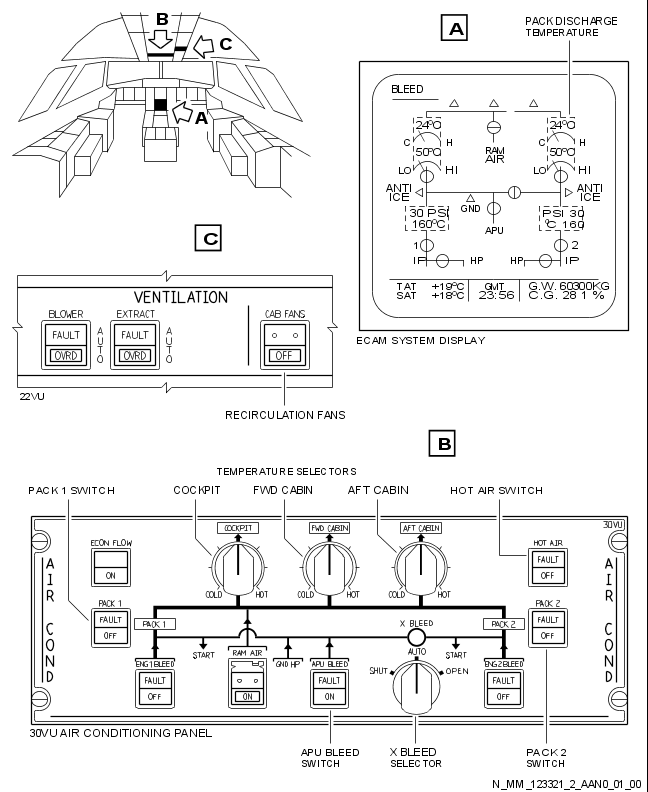 B
C
A
A
PACK DISCHARGE
TEMPERATURE
BLEED
24°C
24°C
C
H
C
H
50°C
50°C
RAM
AIR
LO
HI
LO
HI
ANTI
ICE
ANTI
ICE
GND
APU
30 PSI
160°C
PSI 30
°C 160
1
2
IP
HP
HP
IP
TAT +19°C
SAT +18°C
GMT
23:56
G.W. 60300KG
C.G. 28 1 %
ECAM SYSTEM DISPLAY
C
VENTILATION
BLOWER
EXTRACT
CAB FANS
FAULT
OVRD
AUTO
FAULT
OVRD
AUTO
OFF
22VU
RECIRCULATION FANS
B
TEMPERATURE SELECTORS
PACK 1 SWITCH
COCKPIT
FWD CABIN
AFT CABIN
HOT AIR SWITCH
30VU
AIR COND
AIR COND
ECON FLOW
ON
COCKPIT
FWD CABIN
AFT CABIN
HOT AIR
FAULT
OFF
COLD
HOT
COLD
HOT
COLD
HOT
PACK 1
FAULT
OFF
PACK 1
X BLEED
PACK 2
PACK 2
FAULT
OFF
START
RAM AIR
GND HP
APU BLEED
AUTO
START
ENG1BLEED
SHUT
OPEN
ENG2BLEED
FAULT
OFF
ON
FAULT
ON
FAULT
OFF
30VU AIR CONDITIONING PANEL
APU BLEED
SWITCH
X BLEED
SELECTOR
PACK 2
SWITCH
N_MM_123321_2_AAN0_01_00